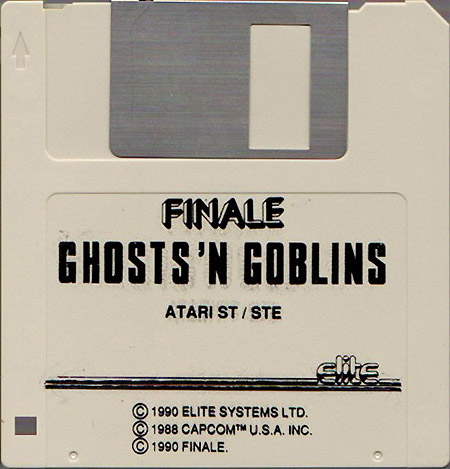 FINALE
GHOSTS 'N GOBLINS
ATARI ST / STE
elite
© 1990 ELITE SYSTEMS LTD.
© 1988 CAPCOM™ U.S.A. INC.
© 1990 FINALE.